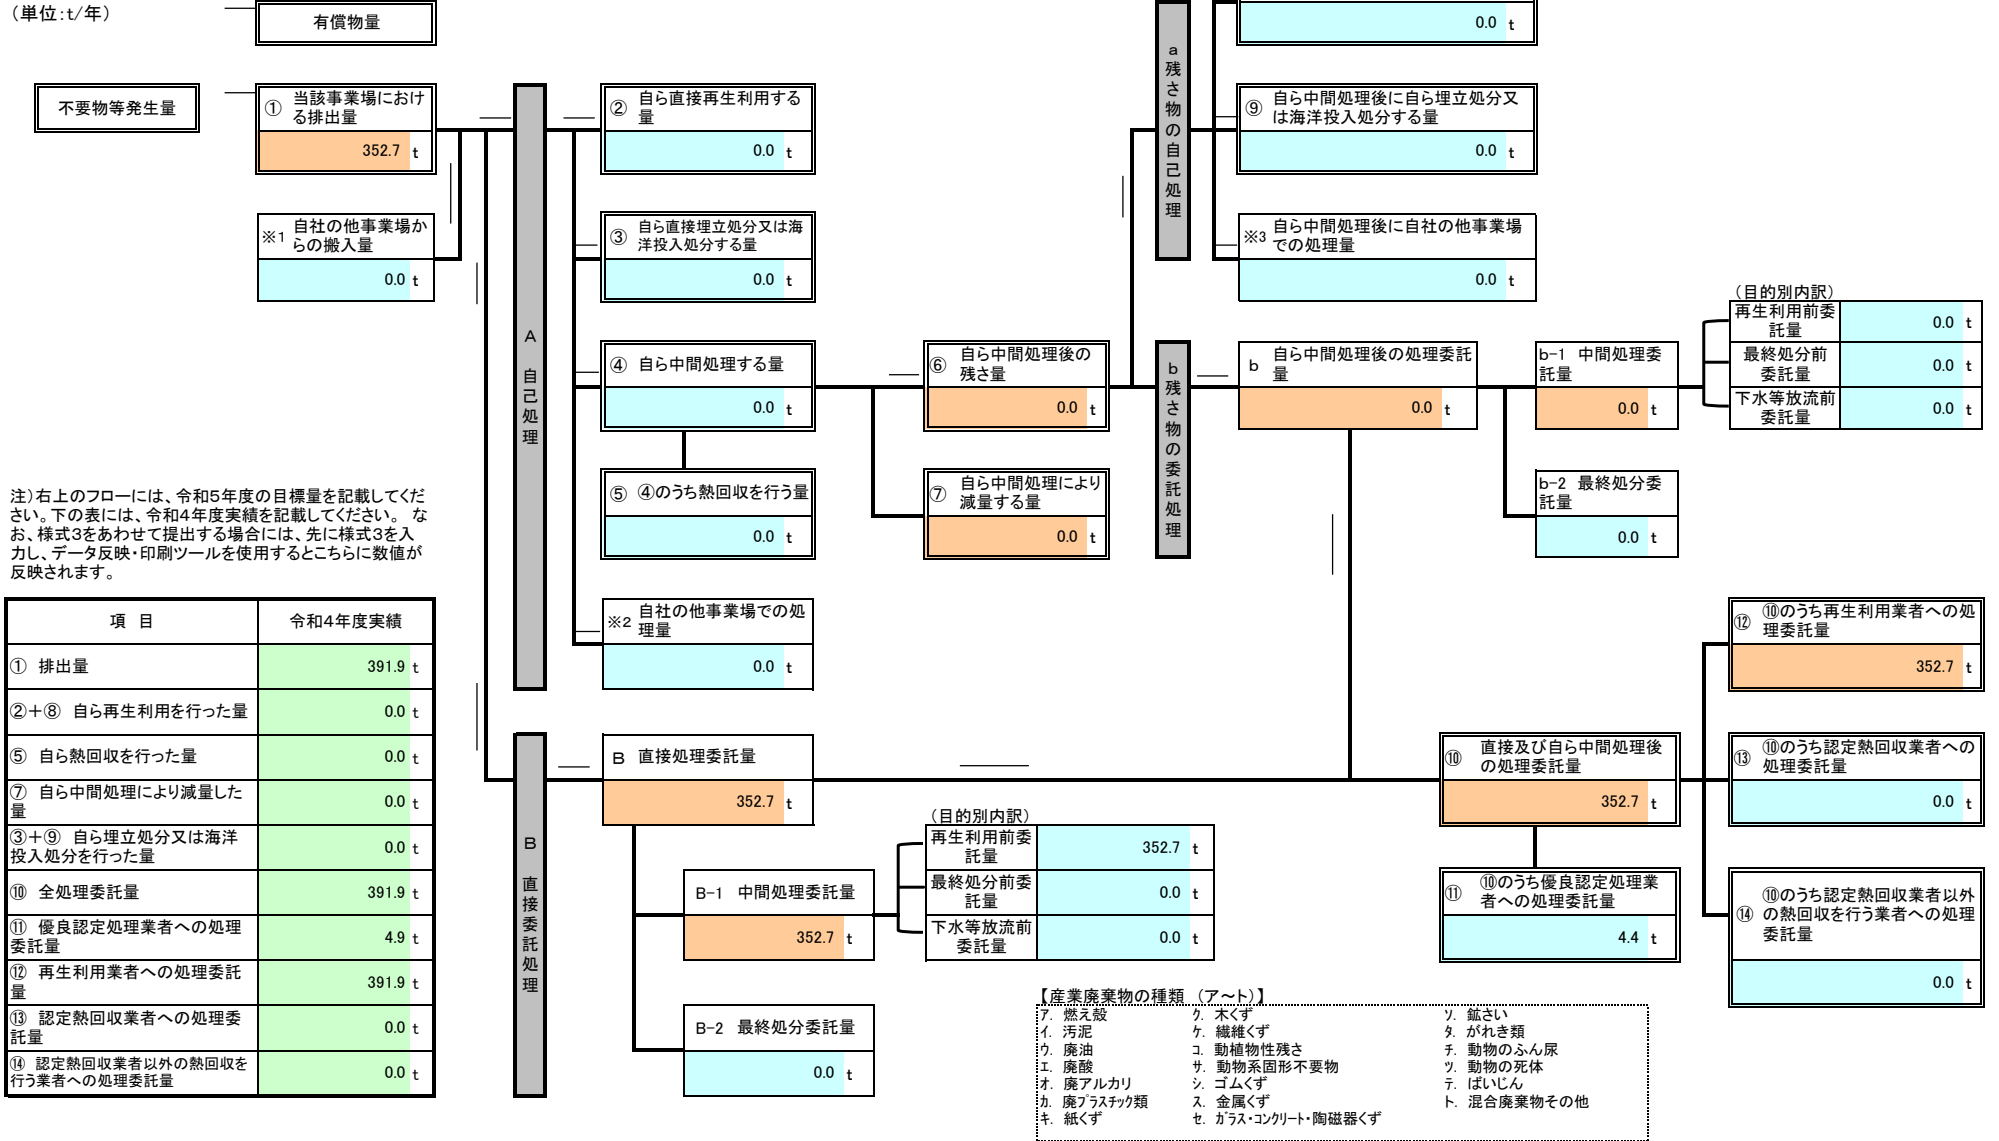 （単位：ｔ/年）
有償物量
0.0 t
不要物等発生量
① 当該事業場におけ
る排出量
352.7 t
※1 自社の他事業場か
らの搬入量
0.0 t
A 自己処理
② 自ら直接再生利用する
量
0.0 t
③ 自ら直接埋立処分又は海
洋投入処分する量
0.0 t
④ 自ら中間処理する量
0.0 t
⑤ ④のうち熱回収を行う量
0.0 t
※2 自社の他事業場での処
理量
0.0 t
⑥ 自ら中間処理後の
残さ量
0.0 t
⑦ 自ら中間処理により
減量する量
0.0 t
a 残さ物の自己処理
⑨ 自ら中間処理後に自ら埋立処分又
は海洋投入処分する量
0.0 t
※3 自ら中間処理後に自社の他事業場
での処理量
0.0 t
b 残さ物の委託処理
b 自ら中間処理後の処理委託
量
0.0 t
b-1 中間処理委
託量
0.0 t
b-2 最終処分委
託量
0.0 t
（目的別内訳）
再生利用前委
託量
0.0 t
最終処分前
委託量
0.0 t
下水等放流前
委託量
0.0 t
注）右上のフローには、令和５年度の目標量を記載してくだ
さい。下の表には、令和４年度実績を記載してください。 な
お、様式３をあわせて提出する場合には、先に様式３を入
力し、データ反映・印刷ツールを使用するとこちらに数値が
反映されます。
項 目 令和４年度実績
① 排出量 391.9 t
②＋⑧ 自ら再生利用を行った量 0.0 t
⑤ 自ら熱回収を行った量 0.0 t
⑦ 自ら中間処理により減量した
量 0.0 t
③＋⑨ 自ら埋立処分又は海洋
投入処分を行った量 0.0 t
⑩ 全処理委託量 391.9 t
⑪ 優良認定処理業者への処理
委託量 4.9 t
⑫ 再生利用業者への処理委託
量 391.9 t
⑬ 認定熱回収業者への処理委
託量 0.0 t
⑭ 認定熱回収業者以外の熱回収を
行う業者への処理委託量 0.0 t
B 直接委託処理
B 直接処理委託量
352.7 t
B-1 中間処理委託量
352.7 t
B-2 最終処分委託量
0.0 t
（目的別内訳）
再生利用前委
託量
352.7 t
最終処分前委
託量
0.0 t
下水等放流前
委託量
0.0 t
⑩ 直接及び自ら中間処理後
の処理委託量
352.7 t
⑪ ⑩のうち優良認定処理業
者への処理委託量
4.4 t
⑫ ⑩のうち再生利用業者への処
理委託量
352.7 t
⑬ ⑩のうち認定熱回収業者への
処理委託量
0.0 t
⑭ ⑩のうち認定熱回収業者以外
の熱回収を行う業者への処理
委託量
0.0 t
【産業廃棄物の種類 （ア～ト）】
ｱ. 燃え殻
ｲ. 汚泥
ｳ. 廃油
ｴ. 廃酸
ｵ. 廃アルカリ
ｶ. 廃ﾌﾟﾗｽﾁｯｸ類
ｷ. 紙くず
ｸ. 木くず
ｹ. 繊維くず
ｺ. 動植物性残さ
ｻ. 動物系固形不要物
ｼ. ゴムくず
ｽ. 金属くず
ｾ. ｶﾞﾗｽ・ｺﾝｸﾘｰﾄ・陶磁器くず
ｿ. 鉱さい
ﾀ. がれき類
ﾁ. 動物のふん尿
ﾂ. 動物の死体
ﾃ. ばいじん
ﾄ. 混合廃棄物その他